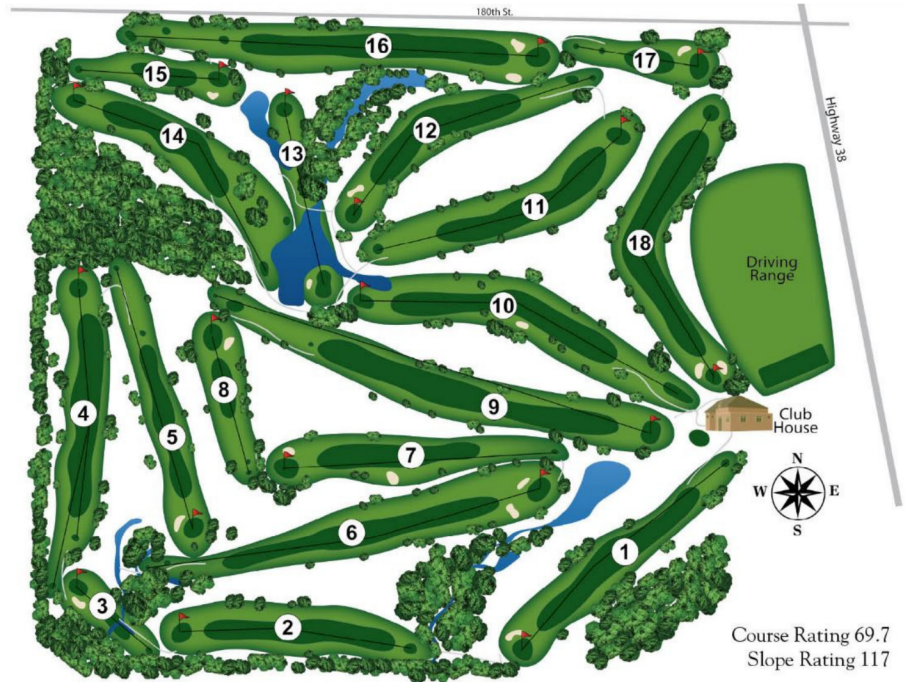 180th St.
16
17
15
Highway 38
14
12
13
11
18
Driving
Range
10
8
4
9
Club
House
5
7
N
W E
S
6
1
3
2
Course Rating 69.7
Slope Rating 117